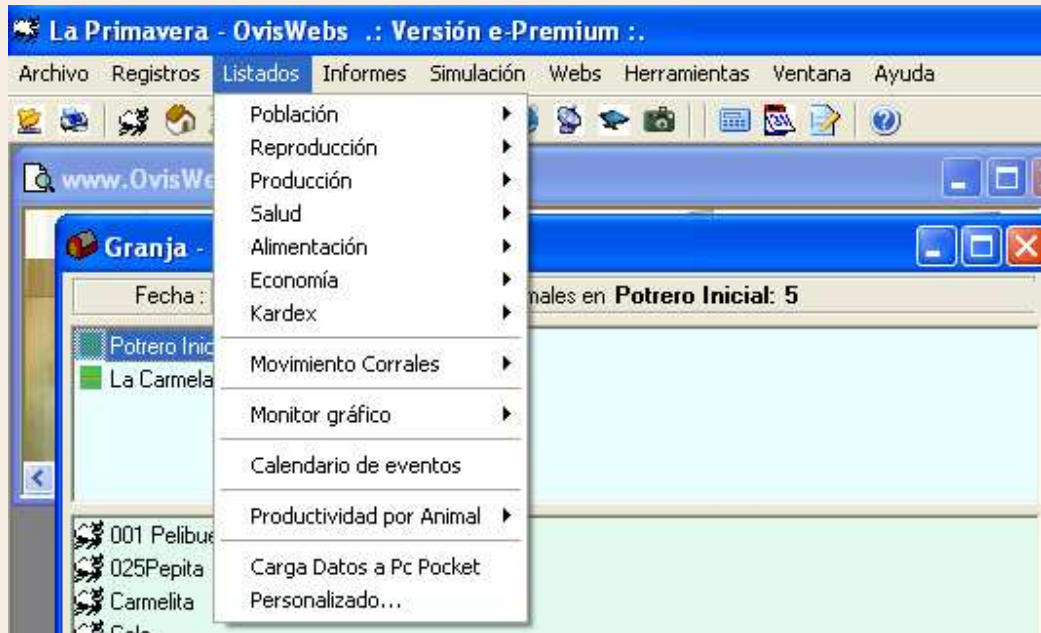 La Primavera - OvisWebs .: Versión e-Premium :.
Archivo Registros Listados Informes Simulación Webs Herramientas Ventana Ayuda
www.OvisWe
Granja -
Fecha :
nales en Potrero Inicial: 5
Potrero Inic
La Carmela
001 Pelibue
025Pepita
Carmelita
Población
Reproducción
Producción
Salud
Alimentación
Economía
Kardex
Movimiento Corrales
Monitor gráfico
Calendario de eventos
Productividad por Animal
Carga Datos a Pc Pocket
Personalizado...